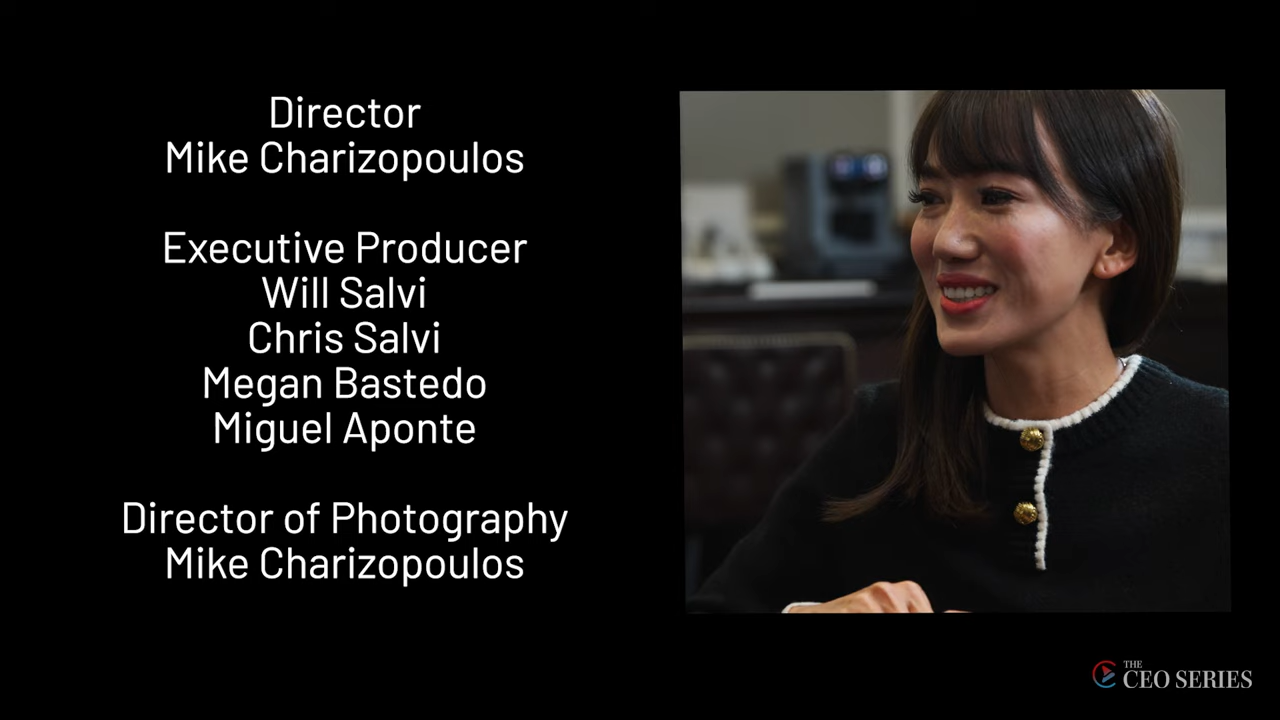 Director
Mike Charizopoulos
Executive Producer
Will Salvi
Chris Salvi
Megan Bastedo
Miguel Aponte
Director of Photography
Mike Charizopoulos
THE
CEO SERIES